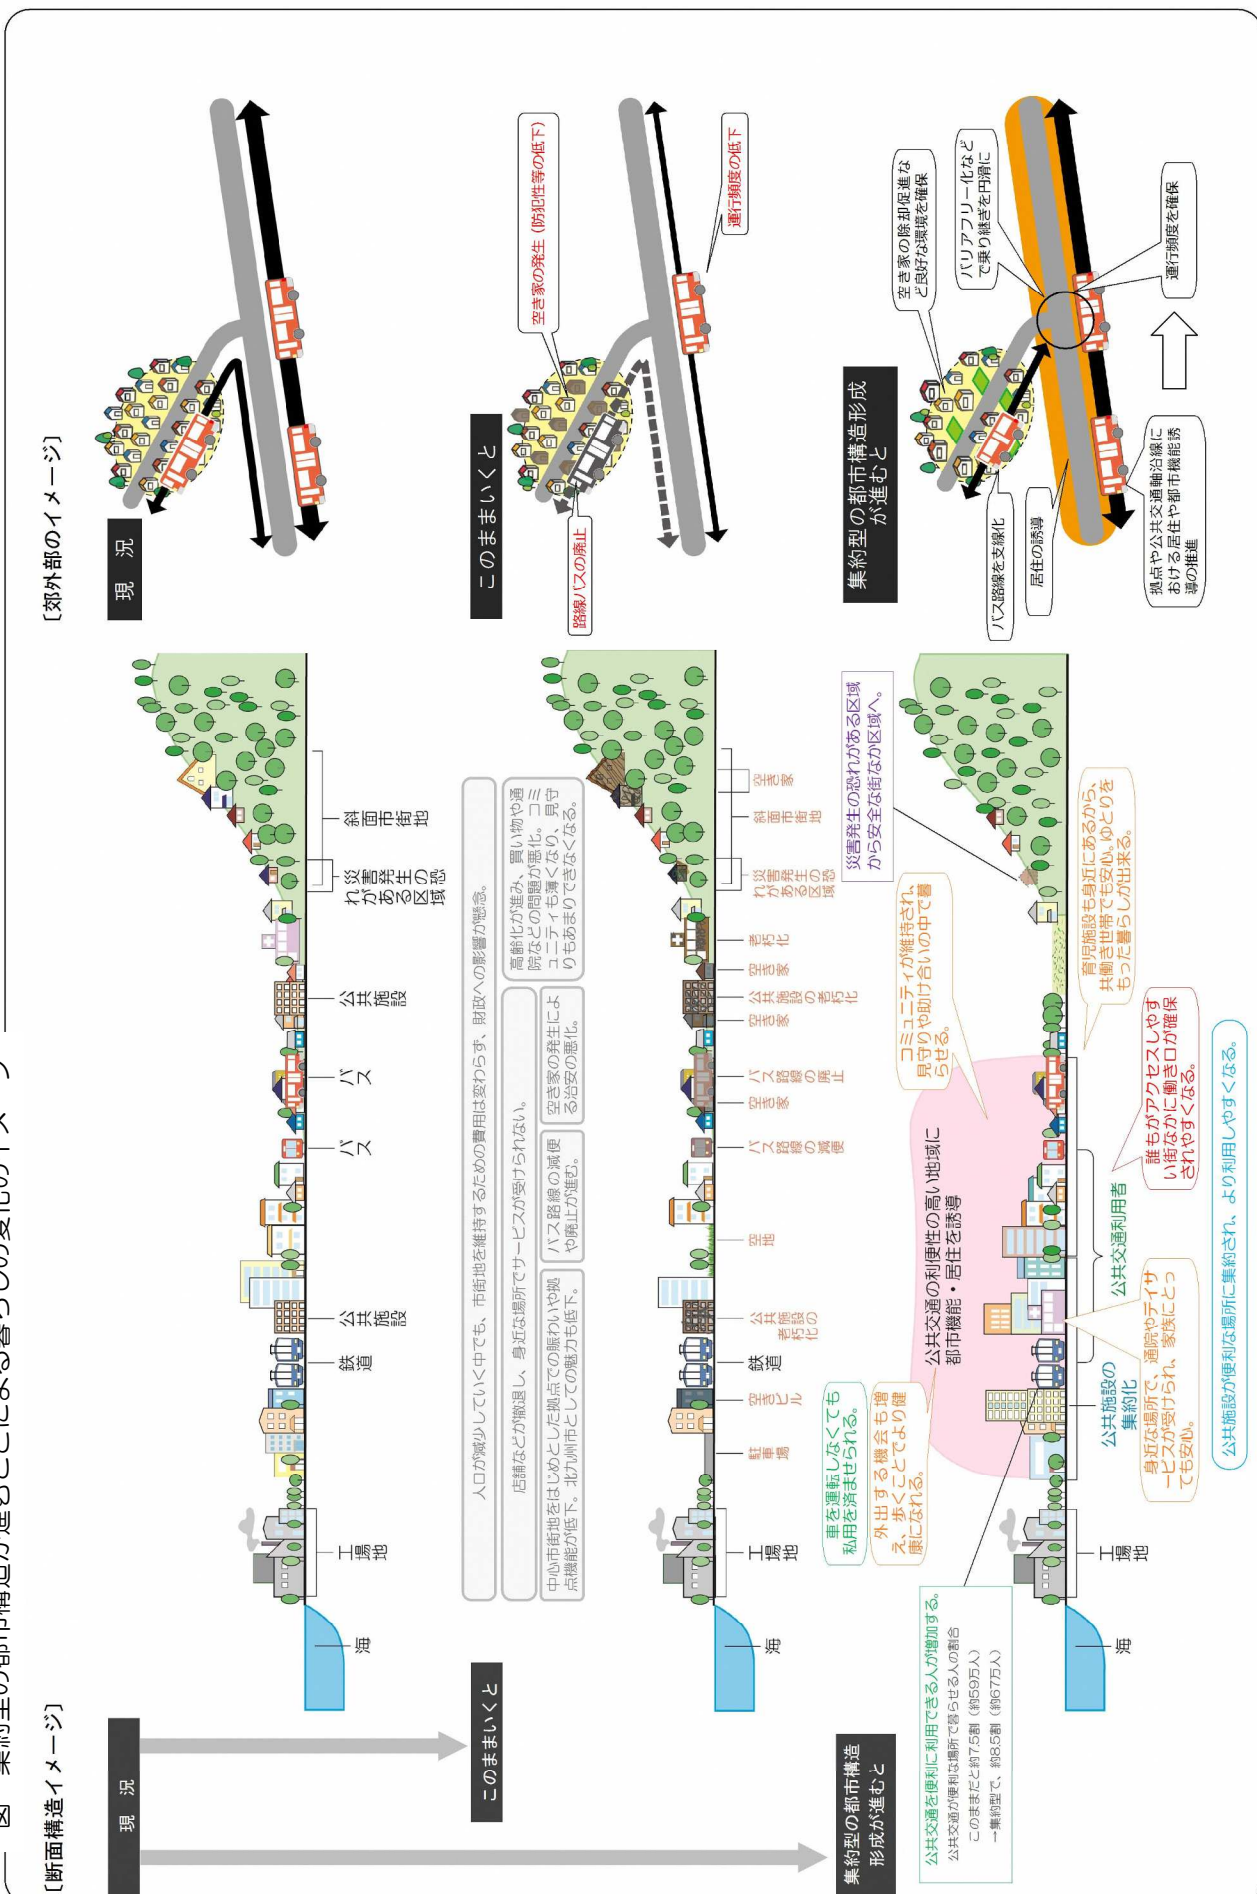 図 集約型の都市構造が進むことによる暮らしの変化のイメージ
〔断面構造イメージ〕
現 況
海
工場地
鉄道
公共施設
バス
バス
公共施設
災害発生の恐
れがある区域
斜面市街地
このままいくと
人口が減少していく中でも、市街地を維持するための費用は変わらず、財政への影響が懸念。
店舗などが撤退し、身近な場所でサービスが受けられない。
中心市街地をはじめとした拠点での賑わいや拠
点機能が低下。北九州市としての魅力も低下。
バス路線の減便
や廃止が進む。
空き家の発生によ
る治安の悪化。
高齢化が進み、買い物や通
院などの問題が悪化。コミ
ュニティも薄くなり、見守
りもあまりできなくなる。
海
工場地
駐車場
空きビル
鉄道
公共施設の
老朽化
空地
バス路線の減便
空き家
バス路線の廃止
空き家
公共施設の老朽化
空き家
老朽化
災害発生の恐
れがある区域
斜面市街地
空き家
集約型の都市構造
形成が進むと
公共交通を便利に利用できる人が増加する。
公共交通が便利な場所で暮らせる人の割合
このままだと約7.5割（約59万人）
→集約型で、約8.5割（約67万人）
車を運転しなくても
私用を済ませられる。
外出する機会も増
え、歩くことでより健
康になれる。
公共交通の利便性の高い地域に
都市機能・居住を誘導
コミュニティが維持され、
見守りや助け合いの中で暮
らせる。
災害発生の恐れがある区域
から安全な街なか区域へ。
海
工場地
公共施設の
集約化
公共交通利用者
身近な場所で、通院やデイサ
ービスが受けられ、家族にとっ
ても安心。
誰もがアクセスしやす
い街なかに働き口が確保
されやすくなる。
育児施設も身近にあるから、
共働き世帯でも安心。ゆとりを
もった暮らしが出来る。
公共施設が便利な場所に集約され、より利用しやすくなる。
〔郊外部のイメージ〕
現 況
このままいくと
路線バスの廃止
空き家の発生（防犯性等の低下）
運行頻度の低下
集約型の都市構造形成
が進むと
バス路線を支線化
居住の誘導
拠点や公共交通軸沿線に
おける居住や都市機能誘
導の推進
空き家の除却促進な
ど良好な環境を確保
バリアフリー化など
で乗り継ぎを円滑に
運行頻度を確保